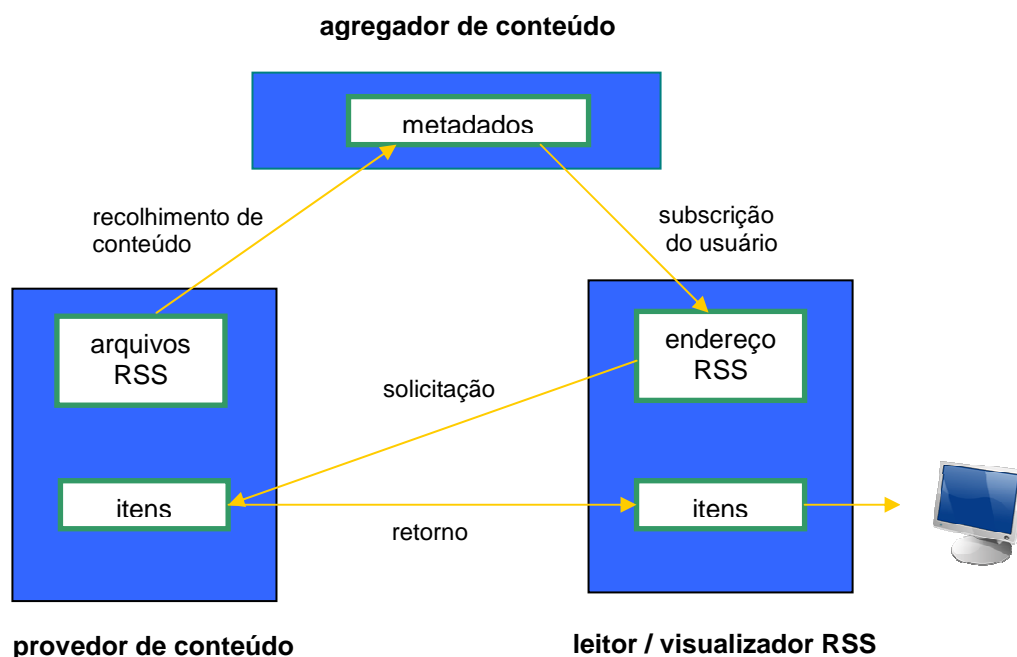 agregador de conteúdo
metadados
recolhimento de
conteúdo
subscrição
do usuário
arquivos
RSS
endereço
RSS
solicitação
itens
itens
retorno
provedor de conteúdo
leitor / visualizador RSS